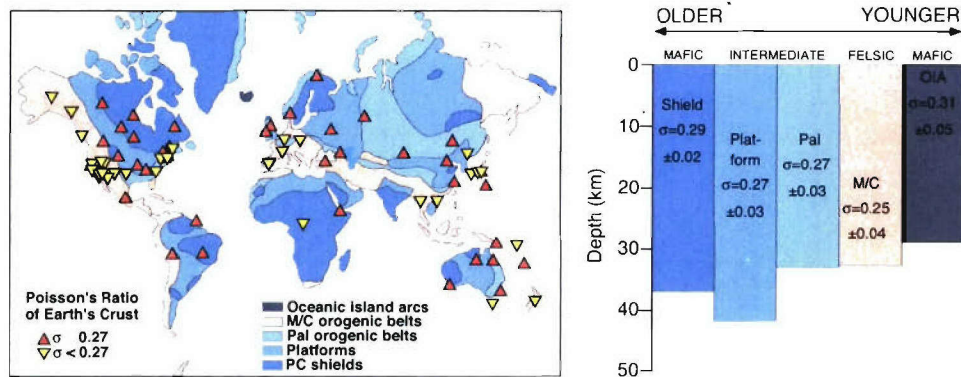 Poisson's Ratio
of Earth's Crust
σ 0.27
σ < 0.27
Oceanic island arcs
M/C orogenic belts
Pal orogenic belts
Platforms
PC shields
OLDER YOUNGER
MAFIC INTERMEDIATE FELSIC MAFIC
Depth (km)
0
10
20
30
40
50
Shield
σ=0.29
±0.02
Plat-
form
σ=0.27
±0.03
Pal
σ=0.27
±0.03
M/C
σ=0.25
±0.04
OIA
σ=0.31
±0.05